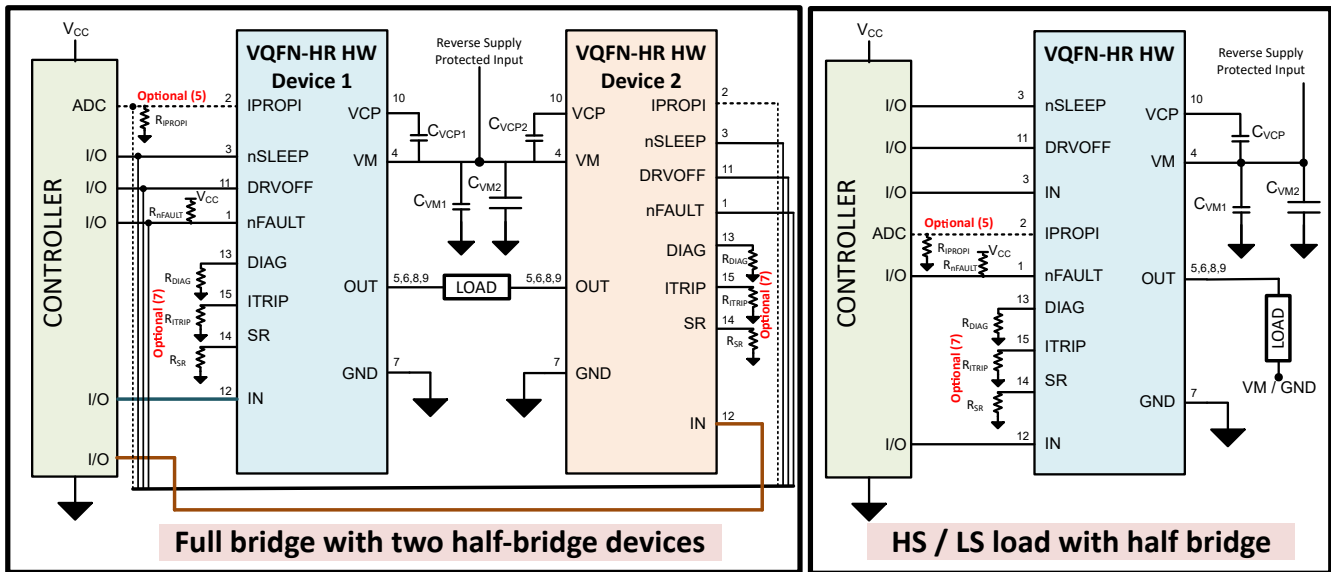 VCC
CONTROLLER
ADC
I/O
I/O
I/O
I/O
I/O
Optional (5)
RIPROPI
VCC
RnFAULT
RDIAG
RITRIP
RSR
Optional (7)
2
3
11
1
13
15
14
12
VQFN-HR HW
Device 1
IPROPI
nSLEEP
DRVOFF
nFAULT
DIAG
ITRIP
SR
IN
VCP
VM
OUT
GND
10
4
5,6,8,9
7
Reverse Supply
Protected Input
CVCP1
CVCP2
CVM1
CVM2
LOAD
10
4
5,6,8,9
7
VQFN-HR HW
Device 2
VCP
VM
OUT
GND
IPROPI
nSLEEP
DRVOFF
nFAULT
DIAG
ITRIP
SR
IN
2
3
11
1
13
15
14
12
RDIAG
RITRIP
RSR
Optional (7)
Full bridge with two half-bridge devices
VCC
CONTROLLER
I/O
I/O
I/O
ADC
I/O
I/O
Optional (5)
RIPROPI
VCC
RnFAULT
RDIAG
RITRIP
RSR
Optional (7)
3
11
3
2
1
13
15
14
12
VQFN-HR HW
nSLEEP
DRVOFF
IN
IPROPI
nFAULT
DIAG
ITRIP
SR
IN
VCP
VM
OUT
GND
10
4
5,6,8,9
7
Reverse Supply
Protected Input
CVCP
CVM1
CVM2
LOAD
VM / GND
HS / LS load with half bridge